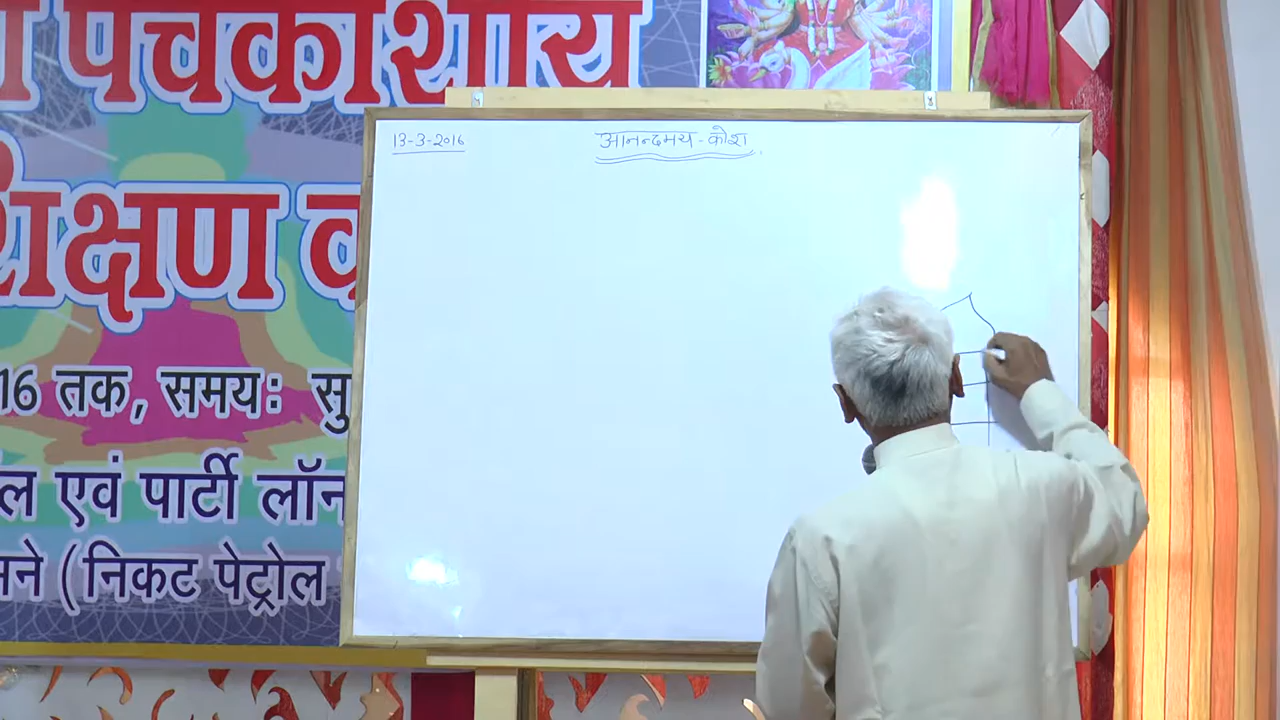 पंचकोशीय
शिक्षण व
16 तक, समयः सु
ल एवं पार्टी लॉन
मने (निकट पेट्रोल
13-3-2016
आनन्दमय-कोश